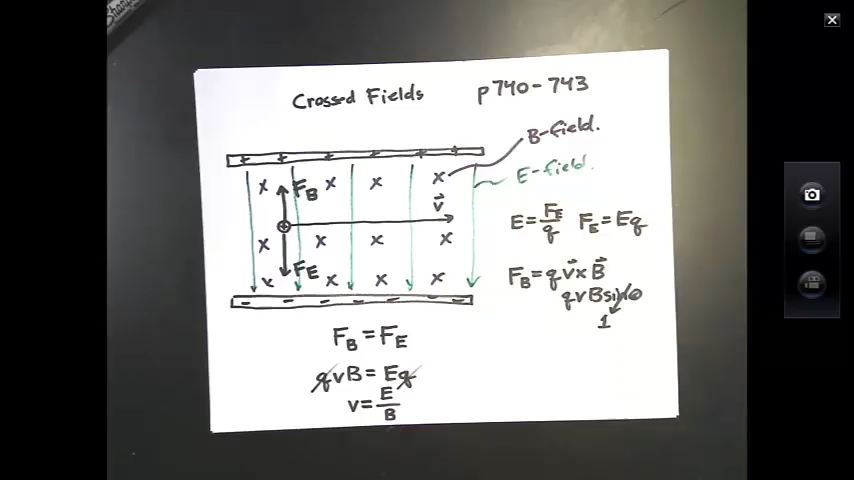 Crossed Fields p740-743
B-field.
E-field.
+ + + + + +
x F_B x x x
v⃗
+
x x x x
x F_E x x x
- - - - - - -
E = F_E/q F_E = Eq
F_B = q v⃗ x B⃗
qvB sinθ
1
F_B = F_E
qvB = Eq
v = E/B